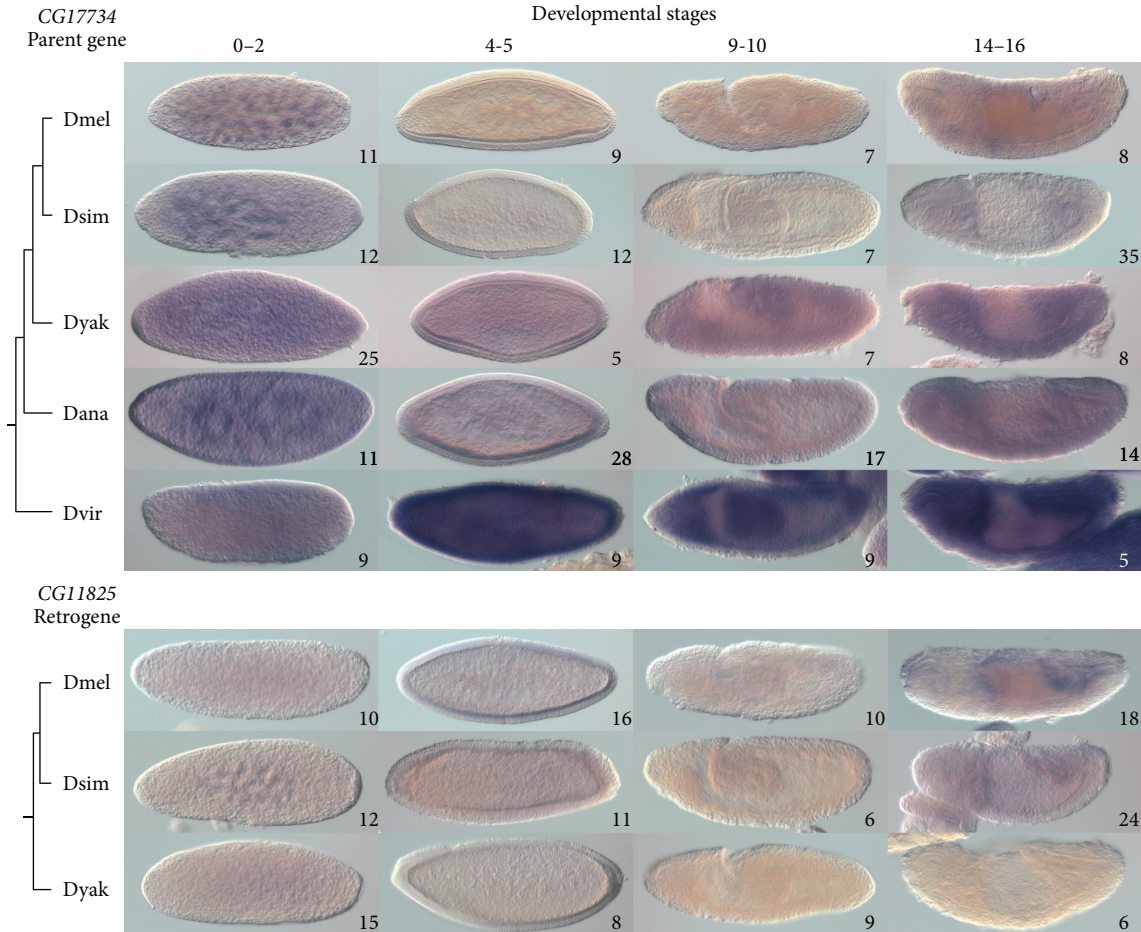 CG17734
Parent gene
Developmental stages
0–2 4-5 9-10 14–16
Dmel 11 9 7 8
Dsim 12 12 7 35
Dyak 25 5 7 8
Dana 11 28 17 14
Dvir 9 9 9 5
CG11825
Retrogene
Dmel 10 16 10 18
Dsim 12 11 6 24
Dyak 15 8 9 6